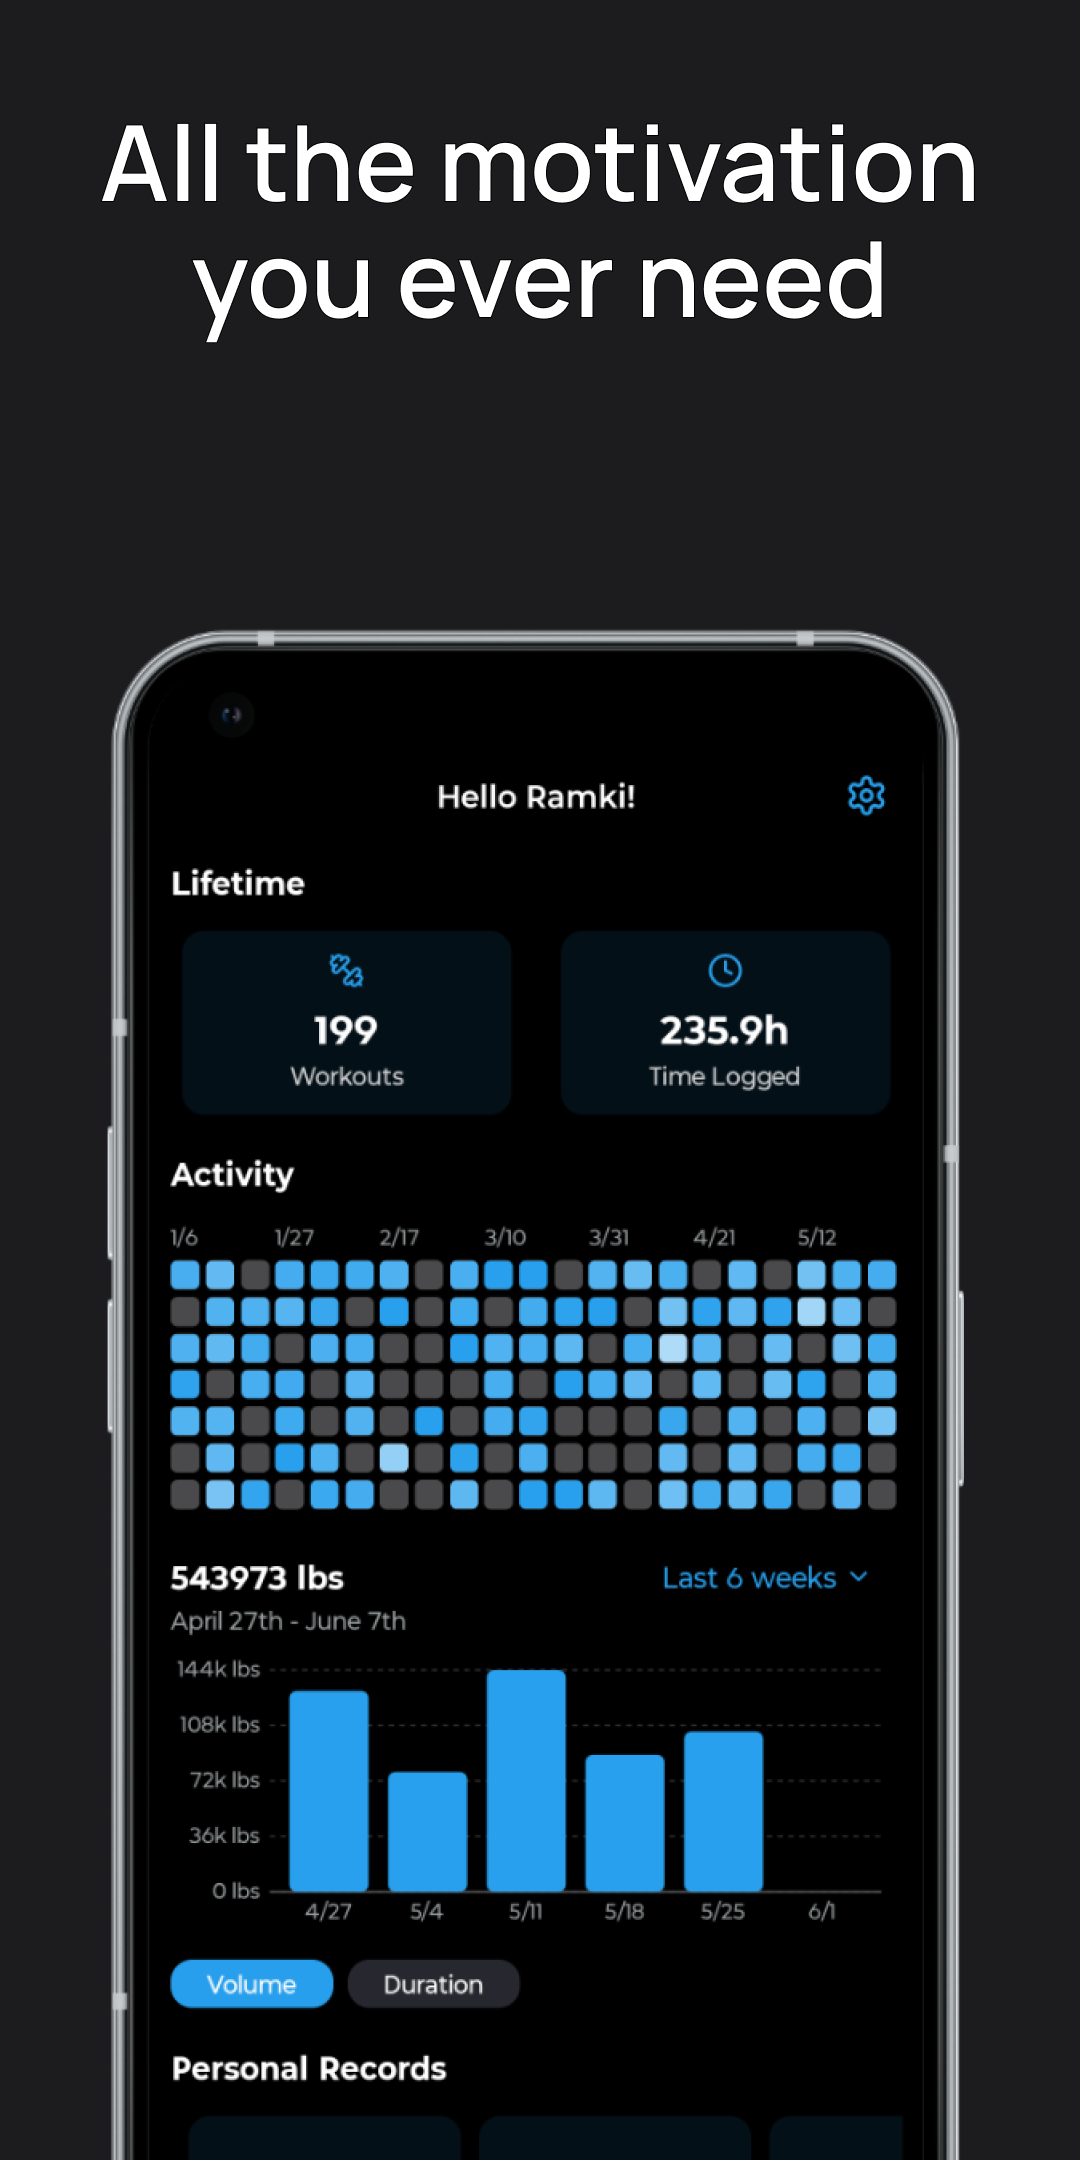 All the motivation
you ever need
Hello Ramki!
Lifetime
199
Workouts
235.9h
Time Logged
Activity
1/6 1/27 2/17 3/10 3/31 4/21 5/12
543973 lbs
Last 6 weeks
April 27th - June 7th
144k lbs
108k lbs
72k lbs
36k lbs
0 lbs
4/27 5/4 5/11 5/18 5/25 6/1
Volume Duration
Personal Records